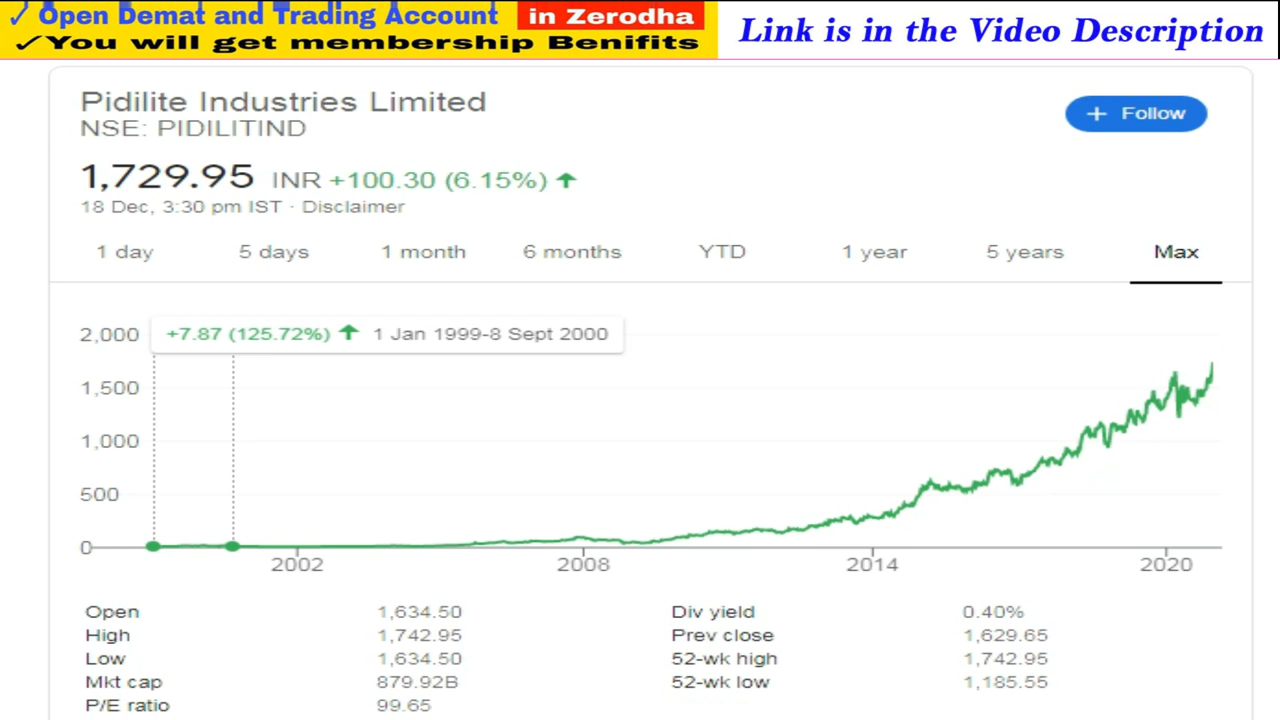 ✓ Open Demat and Trading Account in Zerodha
✓You will get membership Benifits
Link is in the Video Description
Pidilite Industries Limited
NSE: PIDILITIND
+ Follow
1,729.95 INR +100.30 (6.15%) ↑
18 Dec, 3:30 pm IST · Disclaimer
1 day 5 days 1 month 6 months YTD 1 year 5 years Max
+7.87 (125.72%) ↑ 1 Jan 1999-8 Sept 2000
2,000
1,500
1,000
500
0
2002 2008 2014 2020
Open 1,634.50 Div yield 0.40%
High 1,742.95 Prev close 1,629.65
Low 1,634.50 52-wk high 1,742.95
Mkt cap 879.92B 52-wk low 1,185.55
P/E ratio 99.65